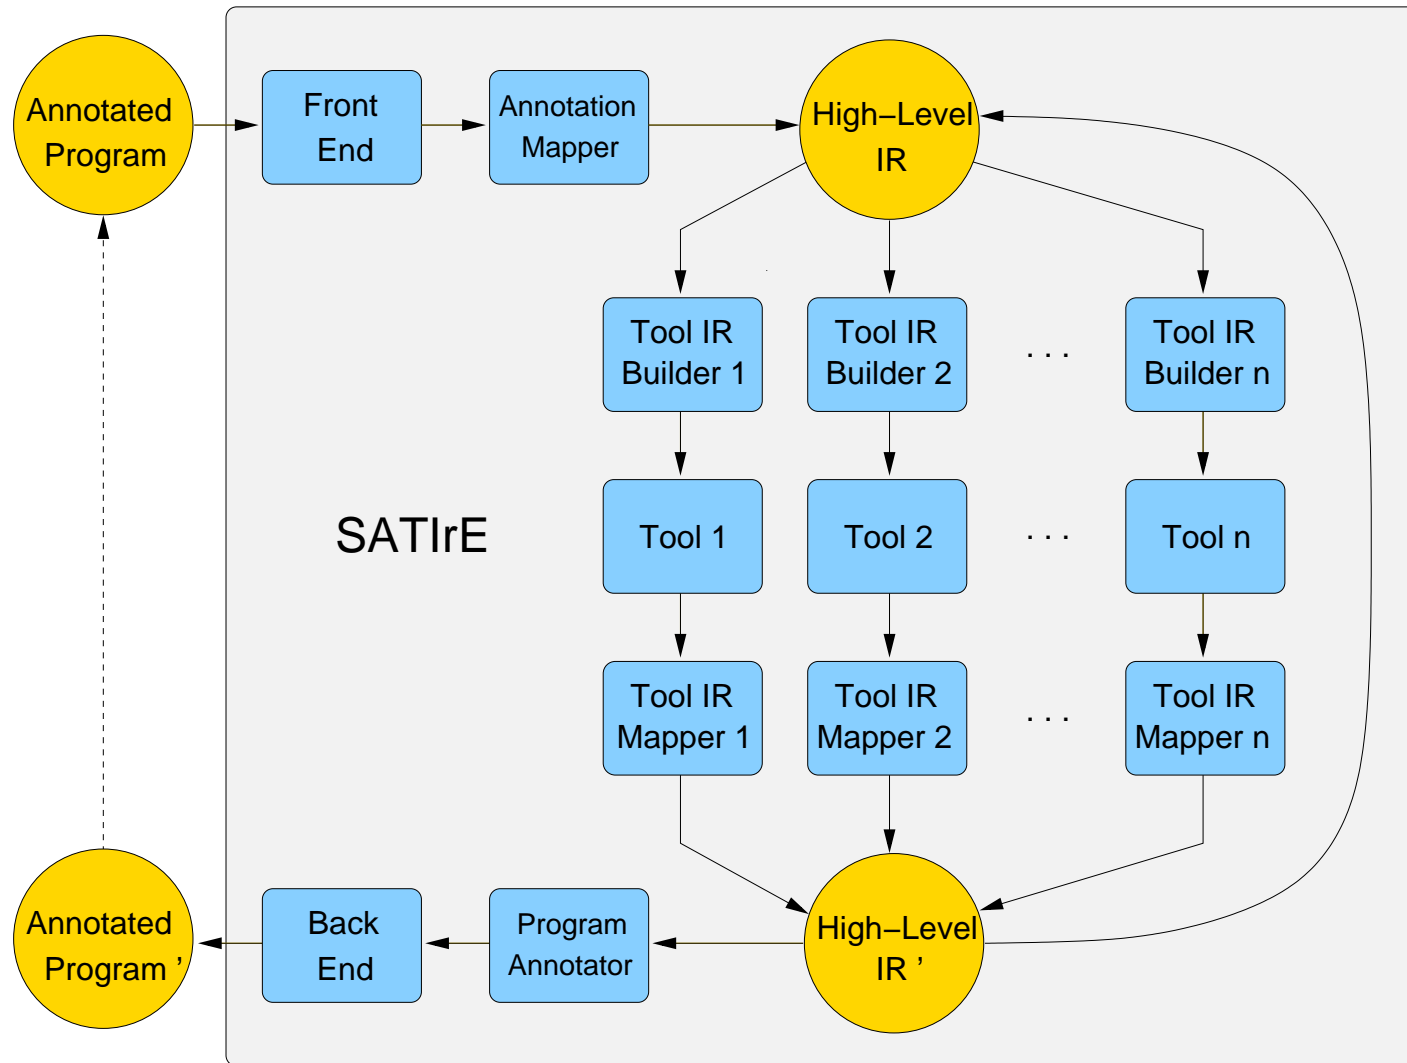 Annotated
Program
Front
End
Annotation
Mapper
High−Level
IR
Tool IR
Builder 1
Tool IR
Builder 2
. . .
Tool IR
Builder n
SATIrE
Tool 1
Tool 2
. . .
Tool n
Tool IR
Mapper 1
Tool IR
Mapper 2
. . .
Tool IR
Mapper n
Annotated
Program ’
Back
End
Program
Annotator
High−Level
IR ’